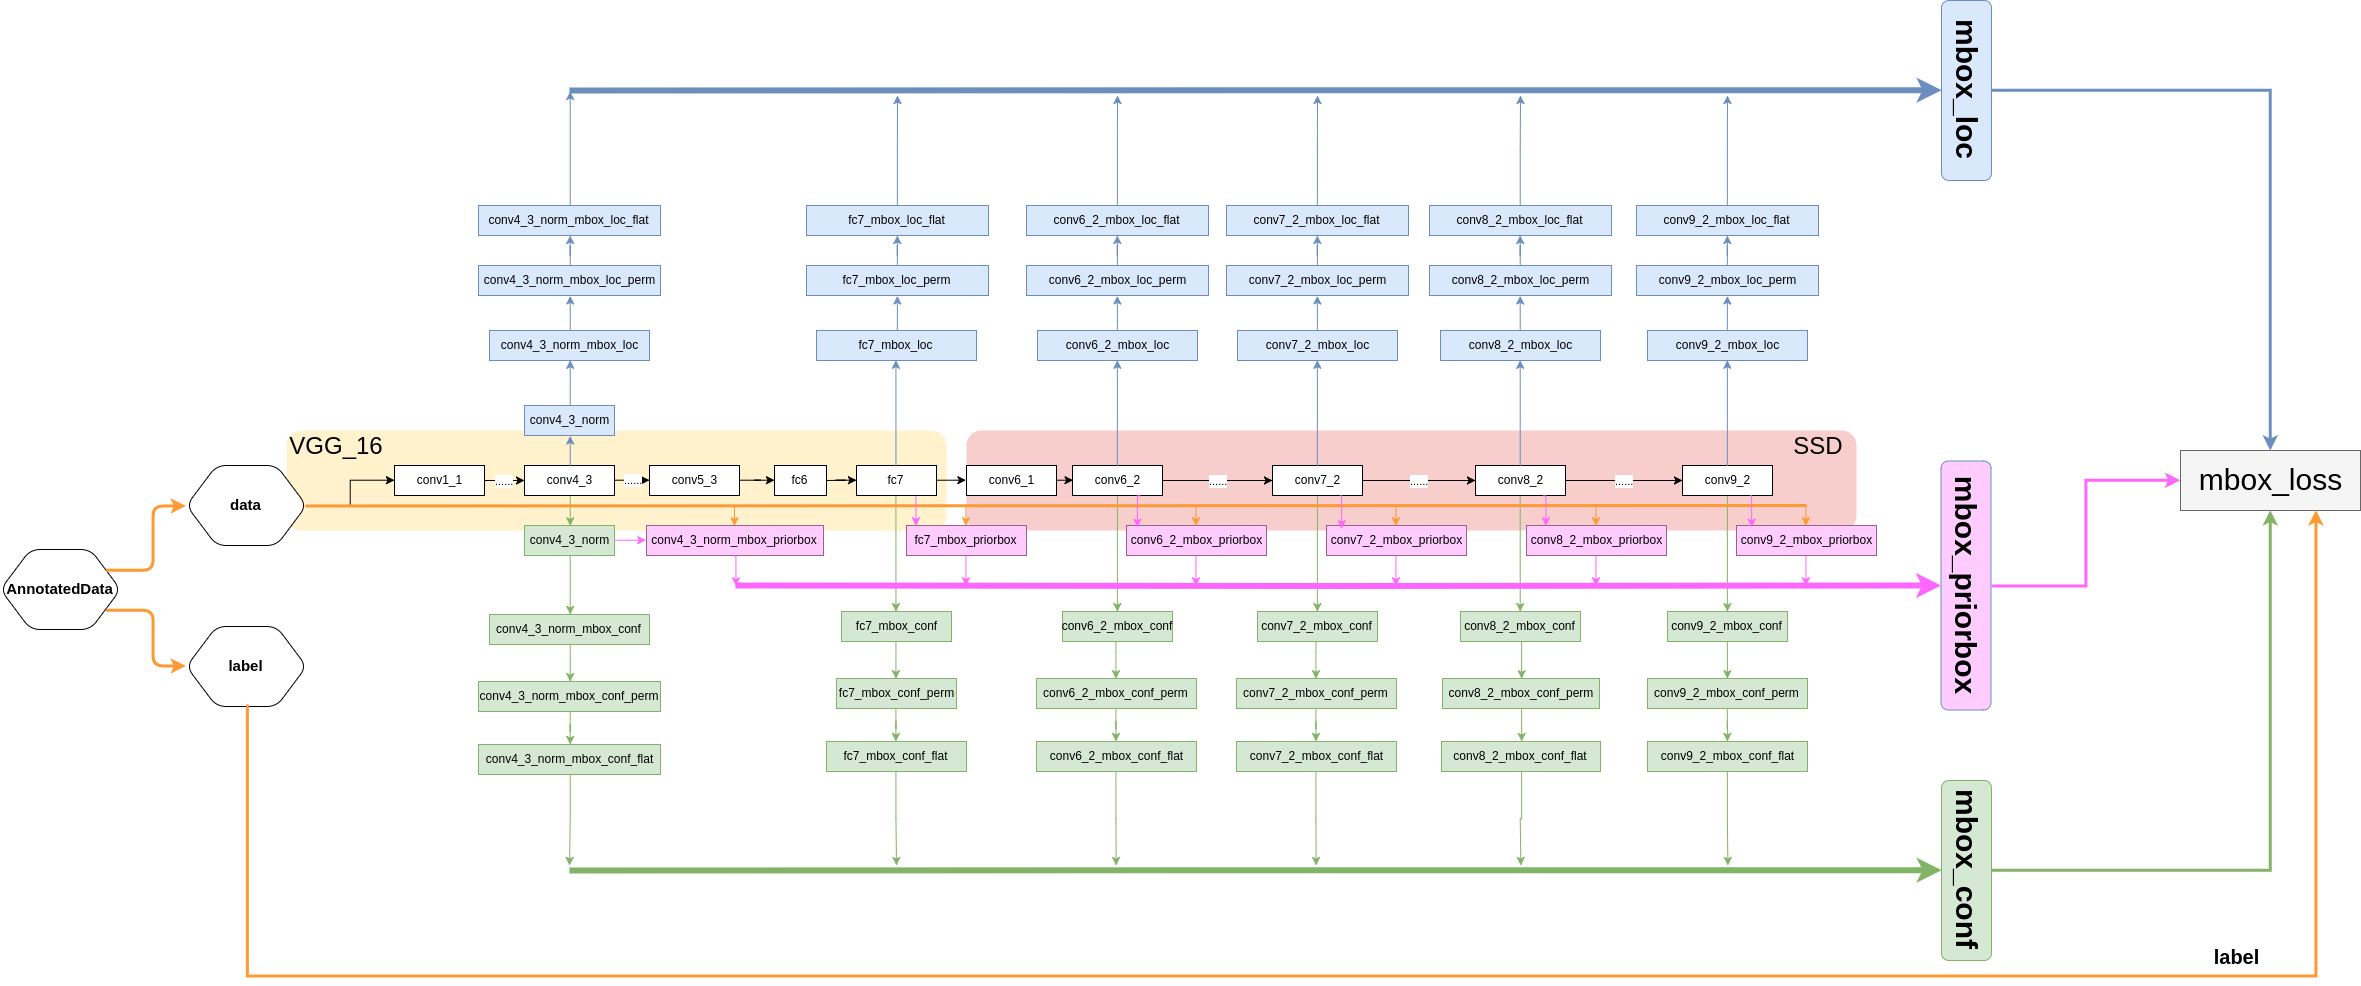 mbox_loc
conv4_3_norm_mbox_loc_flat
fc7_mbox_loc_flat
conv6_2_mbox_loc_flat
conv7_2_mbox_loc_flat
conv8_2_mbox_loc_flat
conv9_2_mbox_loc_flat
conv4_3_norm_mbox_loc_perm
fc7_mbox_loc_perm
conv6_2_mbox_loc_perm
conv7_2_mbox_loc_perm
conv8_2_mbox_loc_perm
conv9_2_mbox_loc_perm
conv4_3_norm_mbox_loc
fc7_mbox_loc
conv6_2_mbox_loc
conv7_2_mbox_loc
conv8_2_mbox_loc
conv9_2_mbox_loc
conv4_3_norm
VGG_16
SSD
conv1_1
......
conv4_3
......
conv5_3
fc6
fc7
conv6_1
conv6_2
......
conv7_2
......
conv8_2
......
conv9_2
mbox_loss
data
conv4_3_norm
conv4_3_norm_mbox_priorbox
fc7_mbox_priorbox
conv6_2_mbox_priorbox
conv7_2_mbox_priorbox
conv8_2_mbox_priorbox
conv9_2_mbox_priorbox
mbox_priorbox
AnnotatedData
conv4_3_norm_mbox_conf
fc7_mbox_conf
conv6_2_mbox_conf
conv7_2_mbox_conf
conv8_2_mbox_conf
conv9_2_mbox_conf
label
conv4_3_norm_mbox_conf_perm
fc7_mbox_conf_perm
conv6_2_mbox_conf_perm
conv7_2_mbox_conf_perm
conv8_2_mbox_conf_perm
conv9_2_mbox_conf_perm
conv4_3_norm_mbox_conf_flat
fc7_mbox_conf_flat
conv6_2_mbox_conf_flat
conv7_2_mbox_conf_flat
conv8_2_mbox_conf_flat
conv9_2_mbox_conf_flat
mbox_conf
label